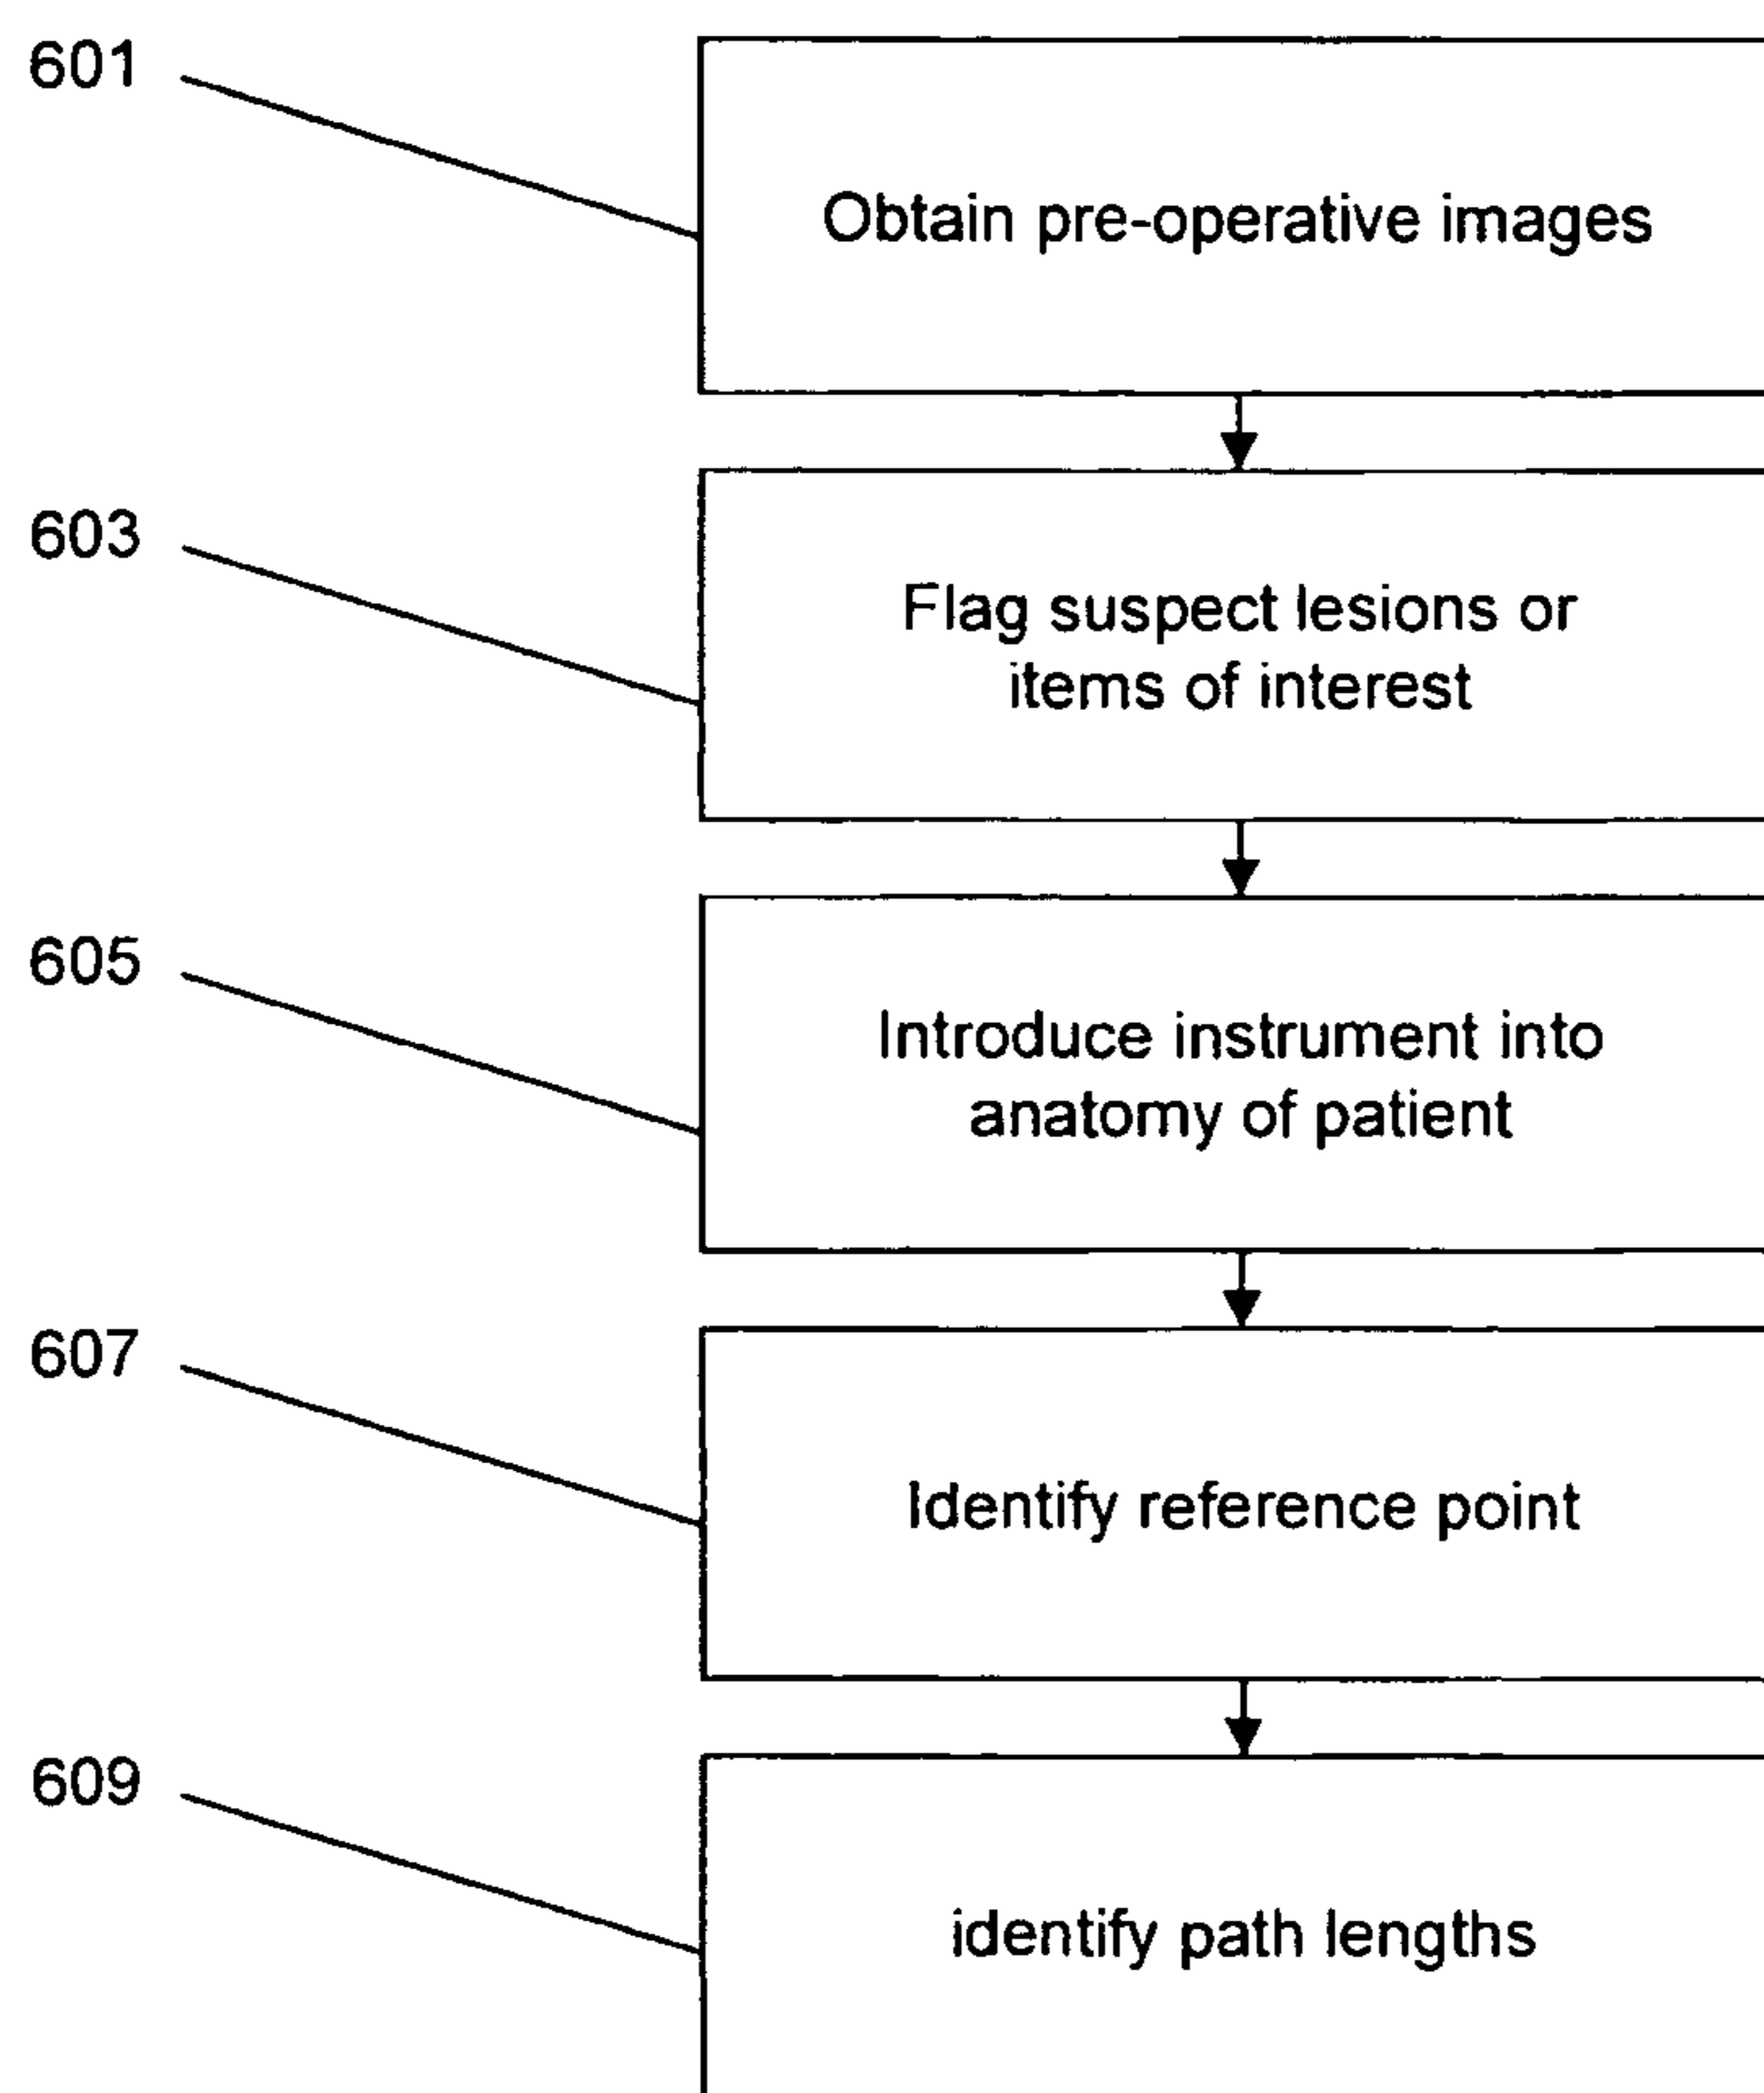 601
Obtain pre-operative images
603
Flag suspect lesions or
items of interest
605
Introduce instrument into
anatomy of patient
607
Identify reference point
609
identify path lengths